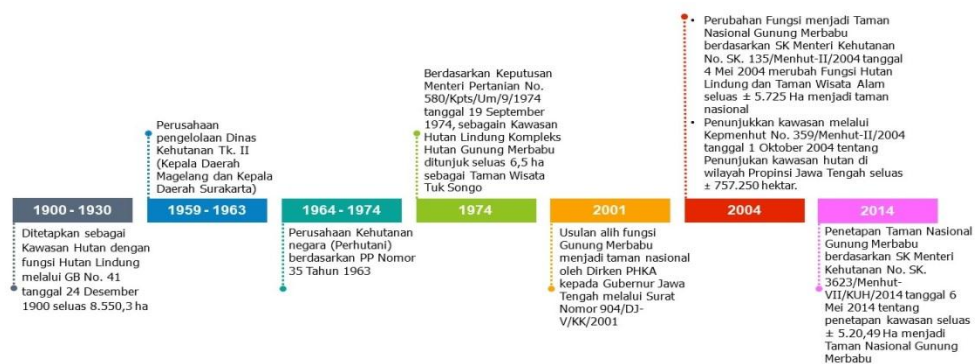 1900 - 1930
Ditetapkan sebagai
Kawasan Hutan dengan
fungsi Hutan Lindung
melalui GB No. 41
tanggal 24 Desember
1900 seluas 8.550,3 ha
Perusahaan
pengelolaan Dinas
Kehutanan Tk. II
(Kepala Daerah
Magelang dan Kepala
Daerah Surakarta)
1959 - 1963
1964 - 1974
Perusahaan Kehutanan
negara (Perhutani)
berdasarkan PP Nomor
35 Tahun 1963
Berdasarkan Keputusan
Menteri Pertanian No.
580/Kpts/Um/9/1974
tanggal 19 September
1974, sebagain Kawasan
Hutan Lindung Kompleks
Hutan Gunung Merbabu
ditunjuk seluas 6,5 ha
sebagai Taman Wisata
Tuk Songo
1974
2001
Usulan alih fungsi
Gunung Merbabu
menjadi taman nasional
oleh Dirken PHKA
kepada Gubernur Jawa
Tengah melalui Surat
Nomor 904/DJ-
V/KK/2001
• Perubahan Fungsi menjadi Taman
Nasional Gunung Merbabu
berdasarkan SK Menteri Kehutanan
No. SK. 135/Menhut-II/2004 tanggal
4 Mei 2004 merubah Fungsi Hutan
Lindung dan Taman Wisata Alam
seluas ± 5.725 Ha menjadi taman
nasional
• Penunjukkan kawasan melalui
Kepmenhut No. 359/Menhut-II/2004
tanggal 1 Oktober 2004 tentang
Penunjukan kawasan hutan di
wilayah Propinsi Jawa Tengah seluas
± 757.250 hektar.
2004
2014
Penetapan Taman Nasional
Gunung Merbabu
berdasarkan SK Menteri
Kehutanan No. SK.
3623/Menhut-
VII/KUH/2014 tanggal 6
Mei 2014 tentang
penetapan kawasan seluas
± 5.20,49 Ha menjadi
Taman Nasional Gunung
Merbabu